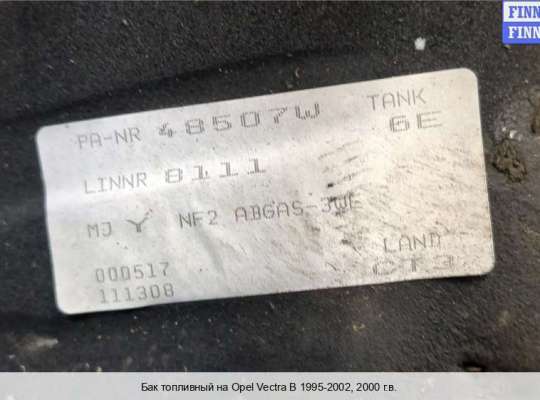 FINN
FINN
PA-NR 48507W TANK
6E
LINNR 8111
MJ Y NF2 ABGAS-3WE
LAND
000517
111308
Бак топливный на Opel Vectra B 1995-2002, 2000 г.в.